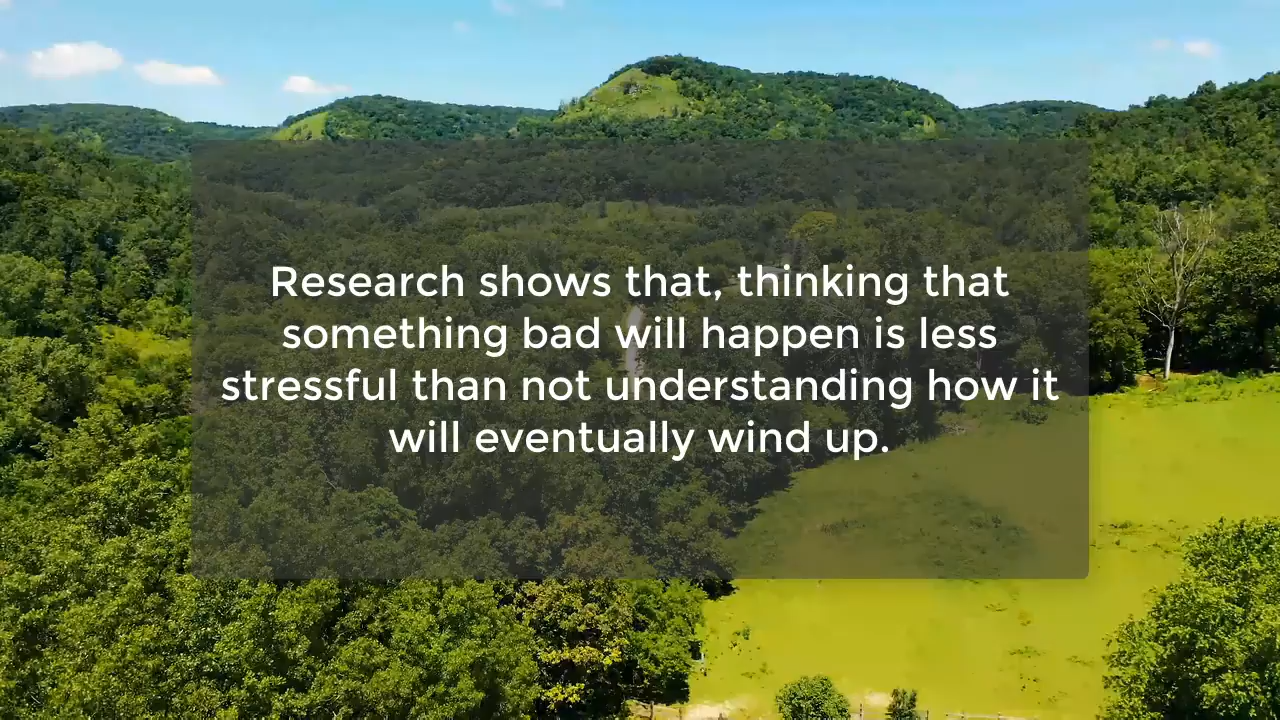 Research shows that, thinking that
something bad will happen is less
stressful than not understanding how it
will eventually wind up.